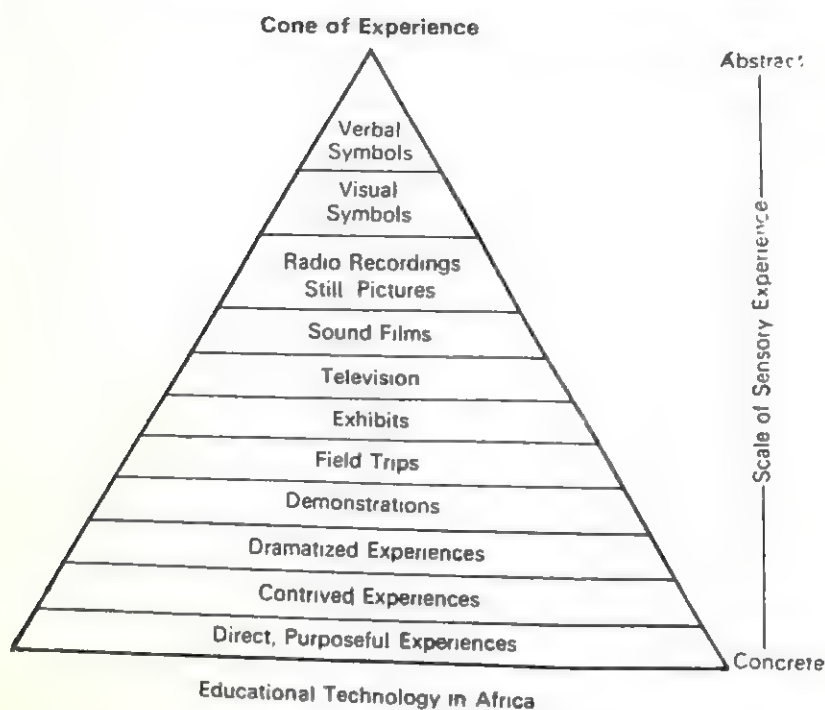 Cone of Experience
Abstract
Verbal
Symbols
Visual
Symbols
Radio Recordings
Still Pictures
Sound Films
Television
Exhibits
Field Trips
Demonstrations
Dramatized Experiences
Contrived Experiences
Direct, Purposeful Experiences
Scale of Sensory Experience
Concrete
Educational Technology in Africa